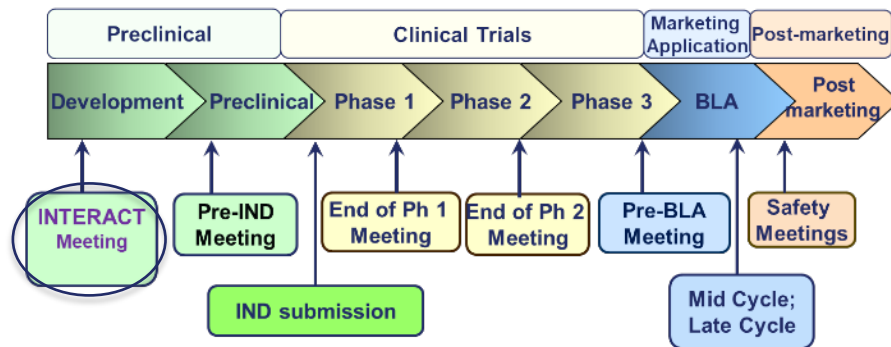 Preclinical
Clinical Trials
Marketing
Application
Post-marketing
Development
Preclinical
Phase 1
Phase 2
Phase 3
BLA
Post
marketing
INTERACT
Meeting
Pre-IND
Meeting
End of Ph 1
Meeting
End of Ph 2
Meeting
Pre-BLA
Meeting
Safety
Meetings
IND submission
Mid Cycle;
Late Cycle